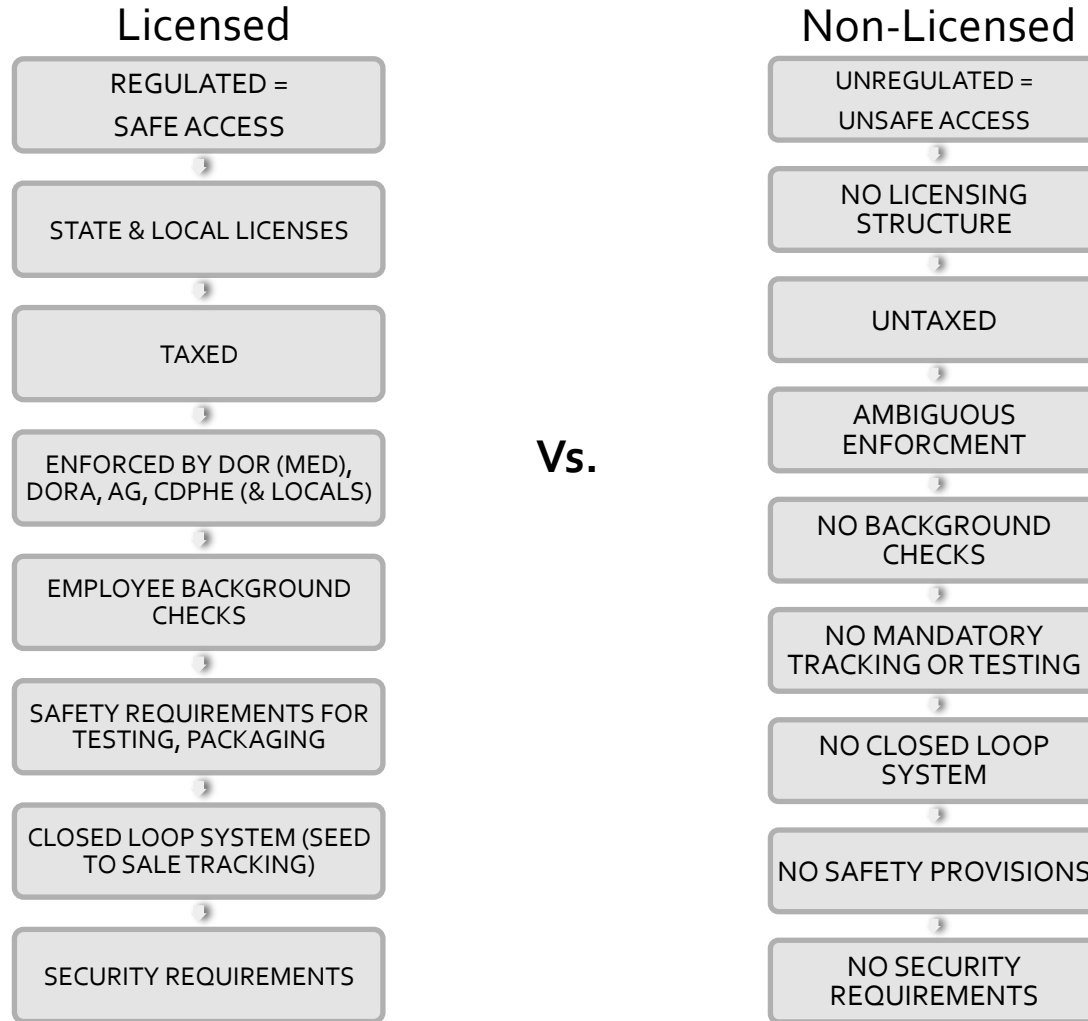 Licensed
REGULATED =
SAFE ACCESS
STATE & LOCAL LICENSES
TAXED
ENFORCED BY DOR (MED),
DORA, AG, CDPHE (& LOCALS)
EMPLOYEE BACKGROUND
CHECKS
SAFETY REQUIREMENTS FOR
TESTING, PACKAGING
CLOSED LOOP SYSTEM (SEED
TO SALE TRACKING)
SECURITY REQUIREMENTS
Vs.
Non-Licensed
UNREGULATED =
UNSAFE ACCESS
NO LICENSING
STRUCTURE
UNTAXED
AMBIGUOUS
ENFORCMENT
NO BACKGROUND
CHECKS
NO MANDATORY
TRACKING OR TESTING
NO CLOSED LOOP
SYSTEM
NO SAFETY PROVISIONS
NO SECURITY
REQUIREMENTS